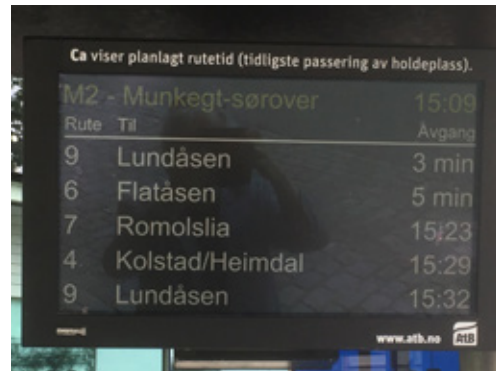 Ca viser planlagt rutetid (tidligste passering av holdeplass).
M2 - Munkegt-sørover 15:09
Rute Til Avgang
9 Lundåsen 3 min
6 Flatåsen 5 min
7 Romolslia 15:23
4 Kolstad/Heimdal 15:29
9 Lundåsen 15:32
www.atb.no AtB